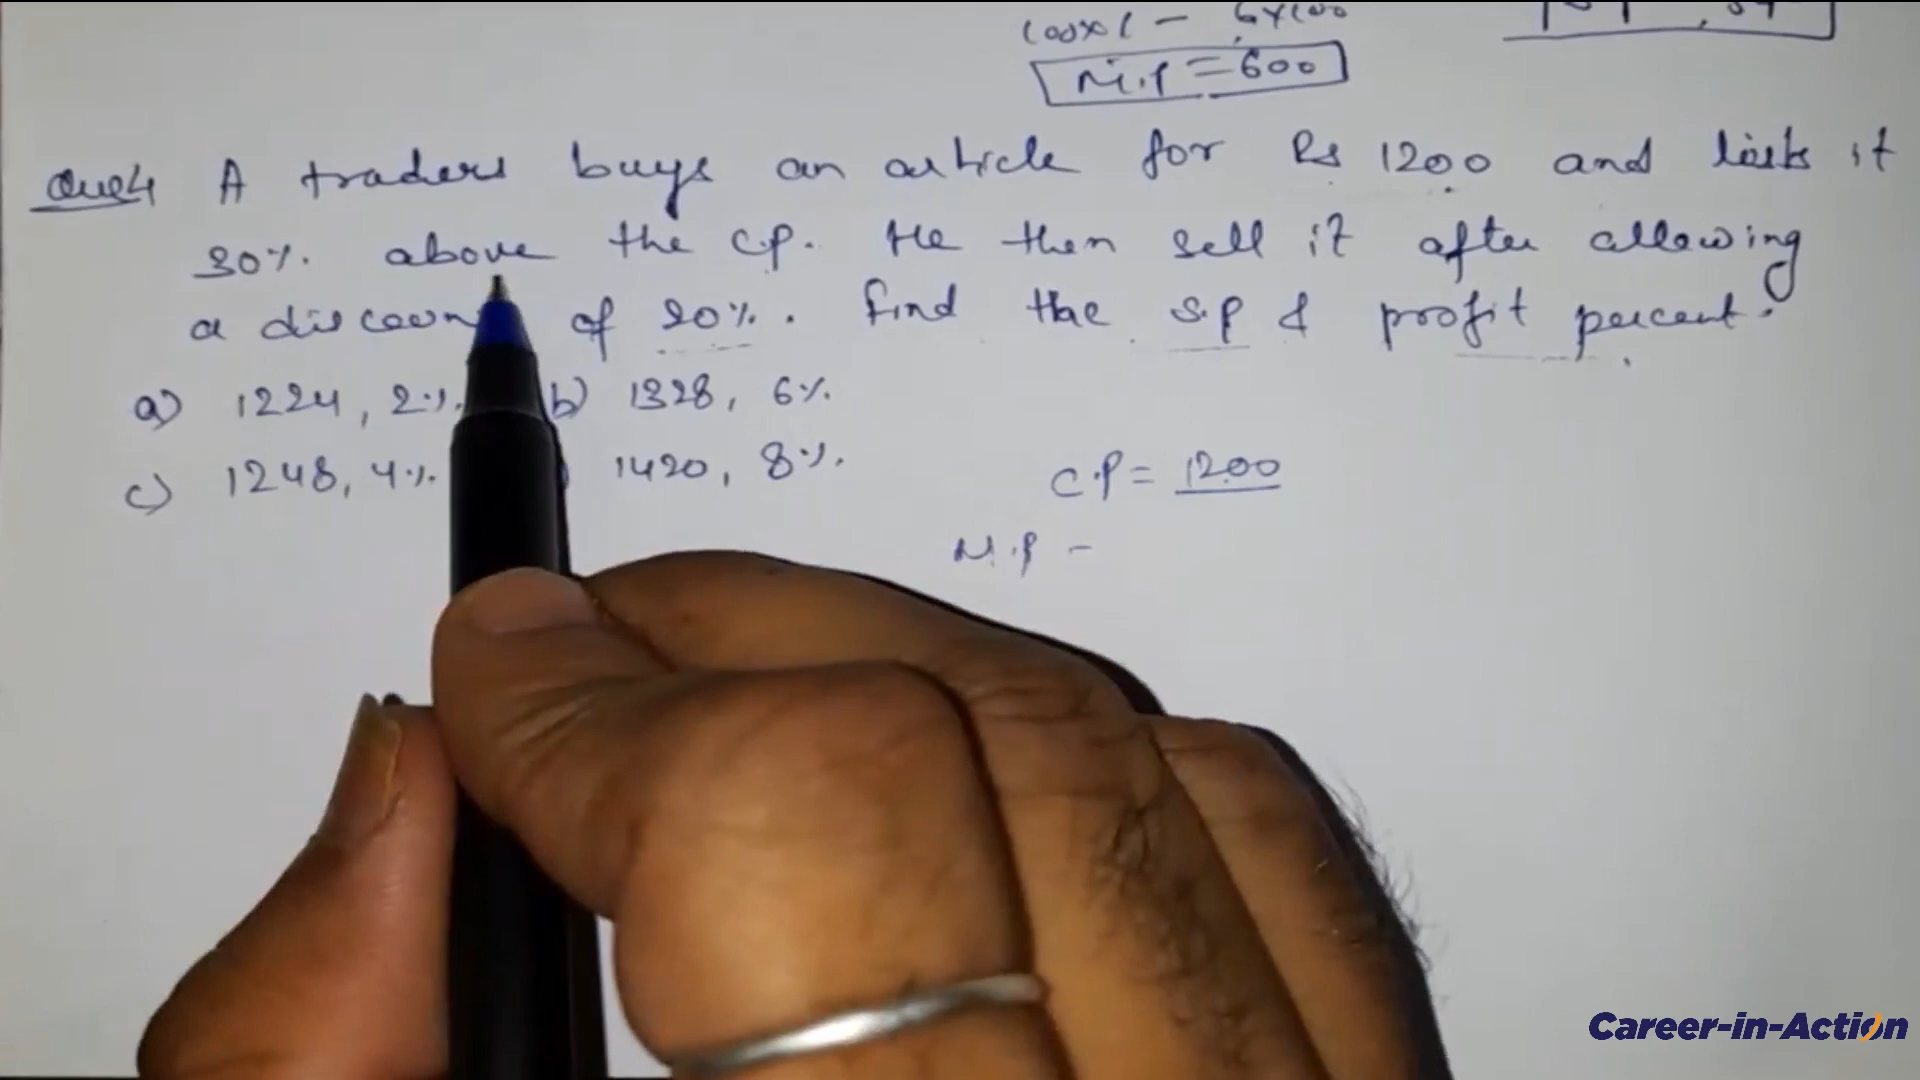 M.P = 600
Que4 A traders buys an article for Rs 1200 and lists it
30% above the C.P. He then sell it after allowing
a discount of 20%. find the S.P & profit percent.
a) 1224, 2% b) 1328, 6%
c) 1248, 4% 1420, 8%.
C.P = 1200
M.P -
Career-in-Action